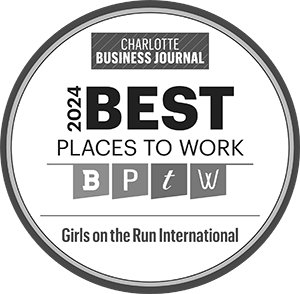 CHARLOTTE
BUSINESS JOURNAL
2024 BEST
PLACES TO WORK
B P t W
Girls on the Run International